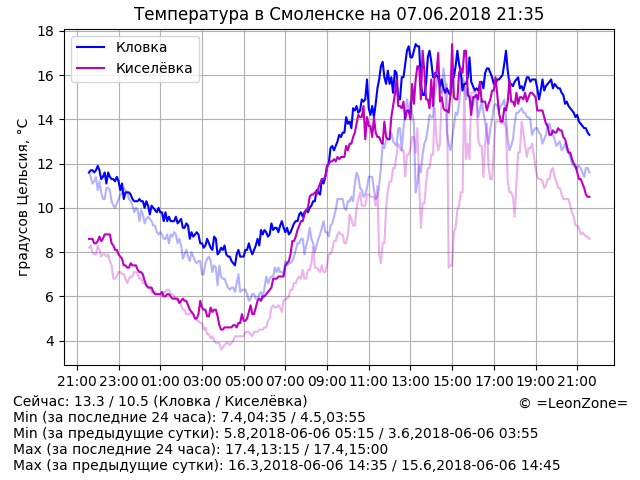 Температура в Смоленске на 07.06.2018 21:35
Кловка
Киселёвка
градусов Цельсия, °C
18
16
14
12
10
8
6
4
21:00 23:00 01:00 03:00 05:00 07:00 09:00 11:00 13:00 15:00 17:00 19:00 21:00
Сейчас: 13.3 / 10.5 (Кловка / Киселёвка)
© =LeonZone=
Min (за последние 24 часа): 7.4,04:35 / 4.5,03:55
Min (за предыдущие сутки): 5.8,2018-06-06 05:15 / 3.6,2018-06-06 03:55
Max (за последние 24 часа): 17.4,13:15 / 17.4,15:00
Max (за предыдущие сутки): 16.3,2018-06-06 14:35 / 15.6,2018-06-06 14:45